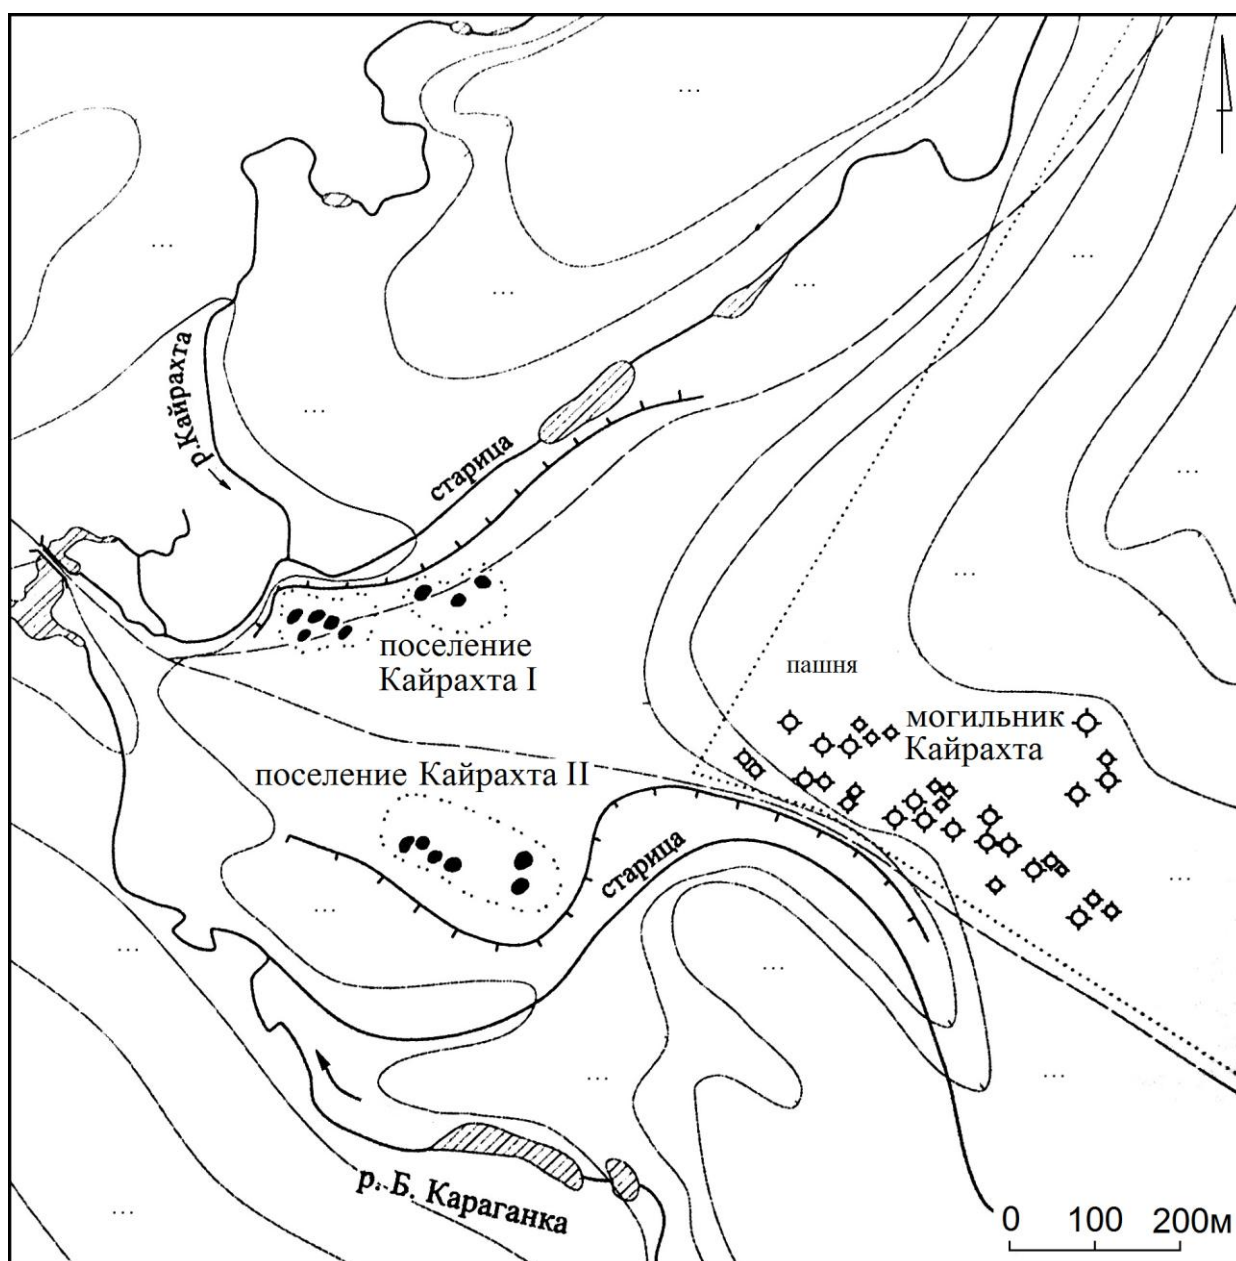 р.Кайрахта
старица
поселение
Кайрахта I
пашня
могильник
Кайрахта
поселение Кайрахта II
старица
р. Б. Караганка
0 100 200м